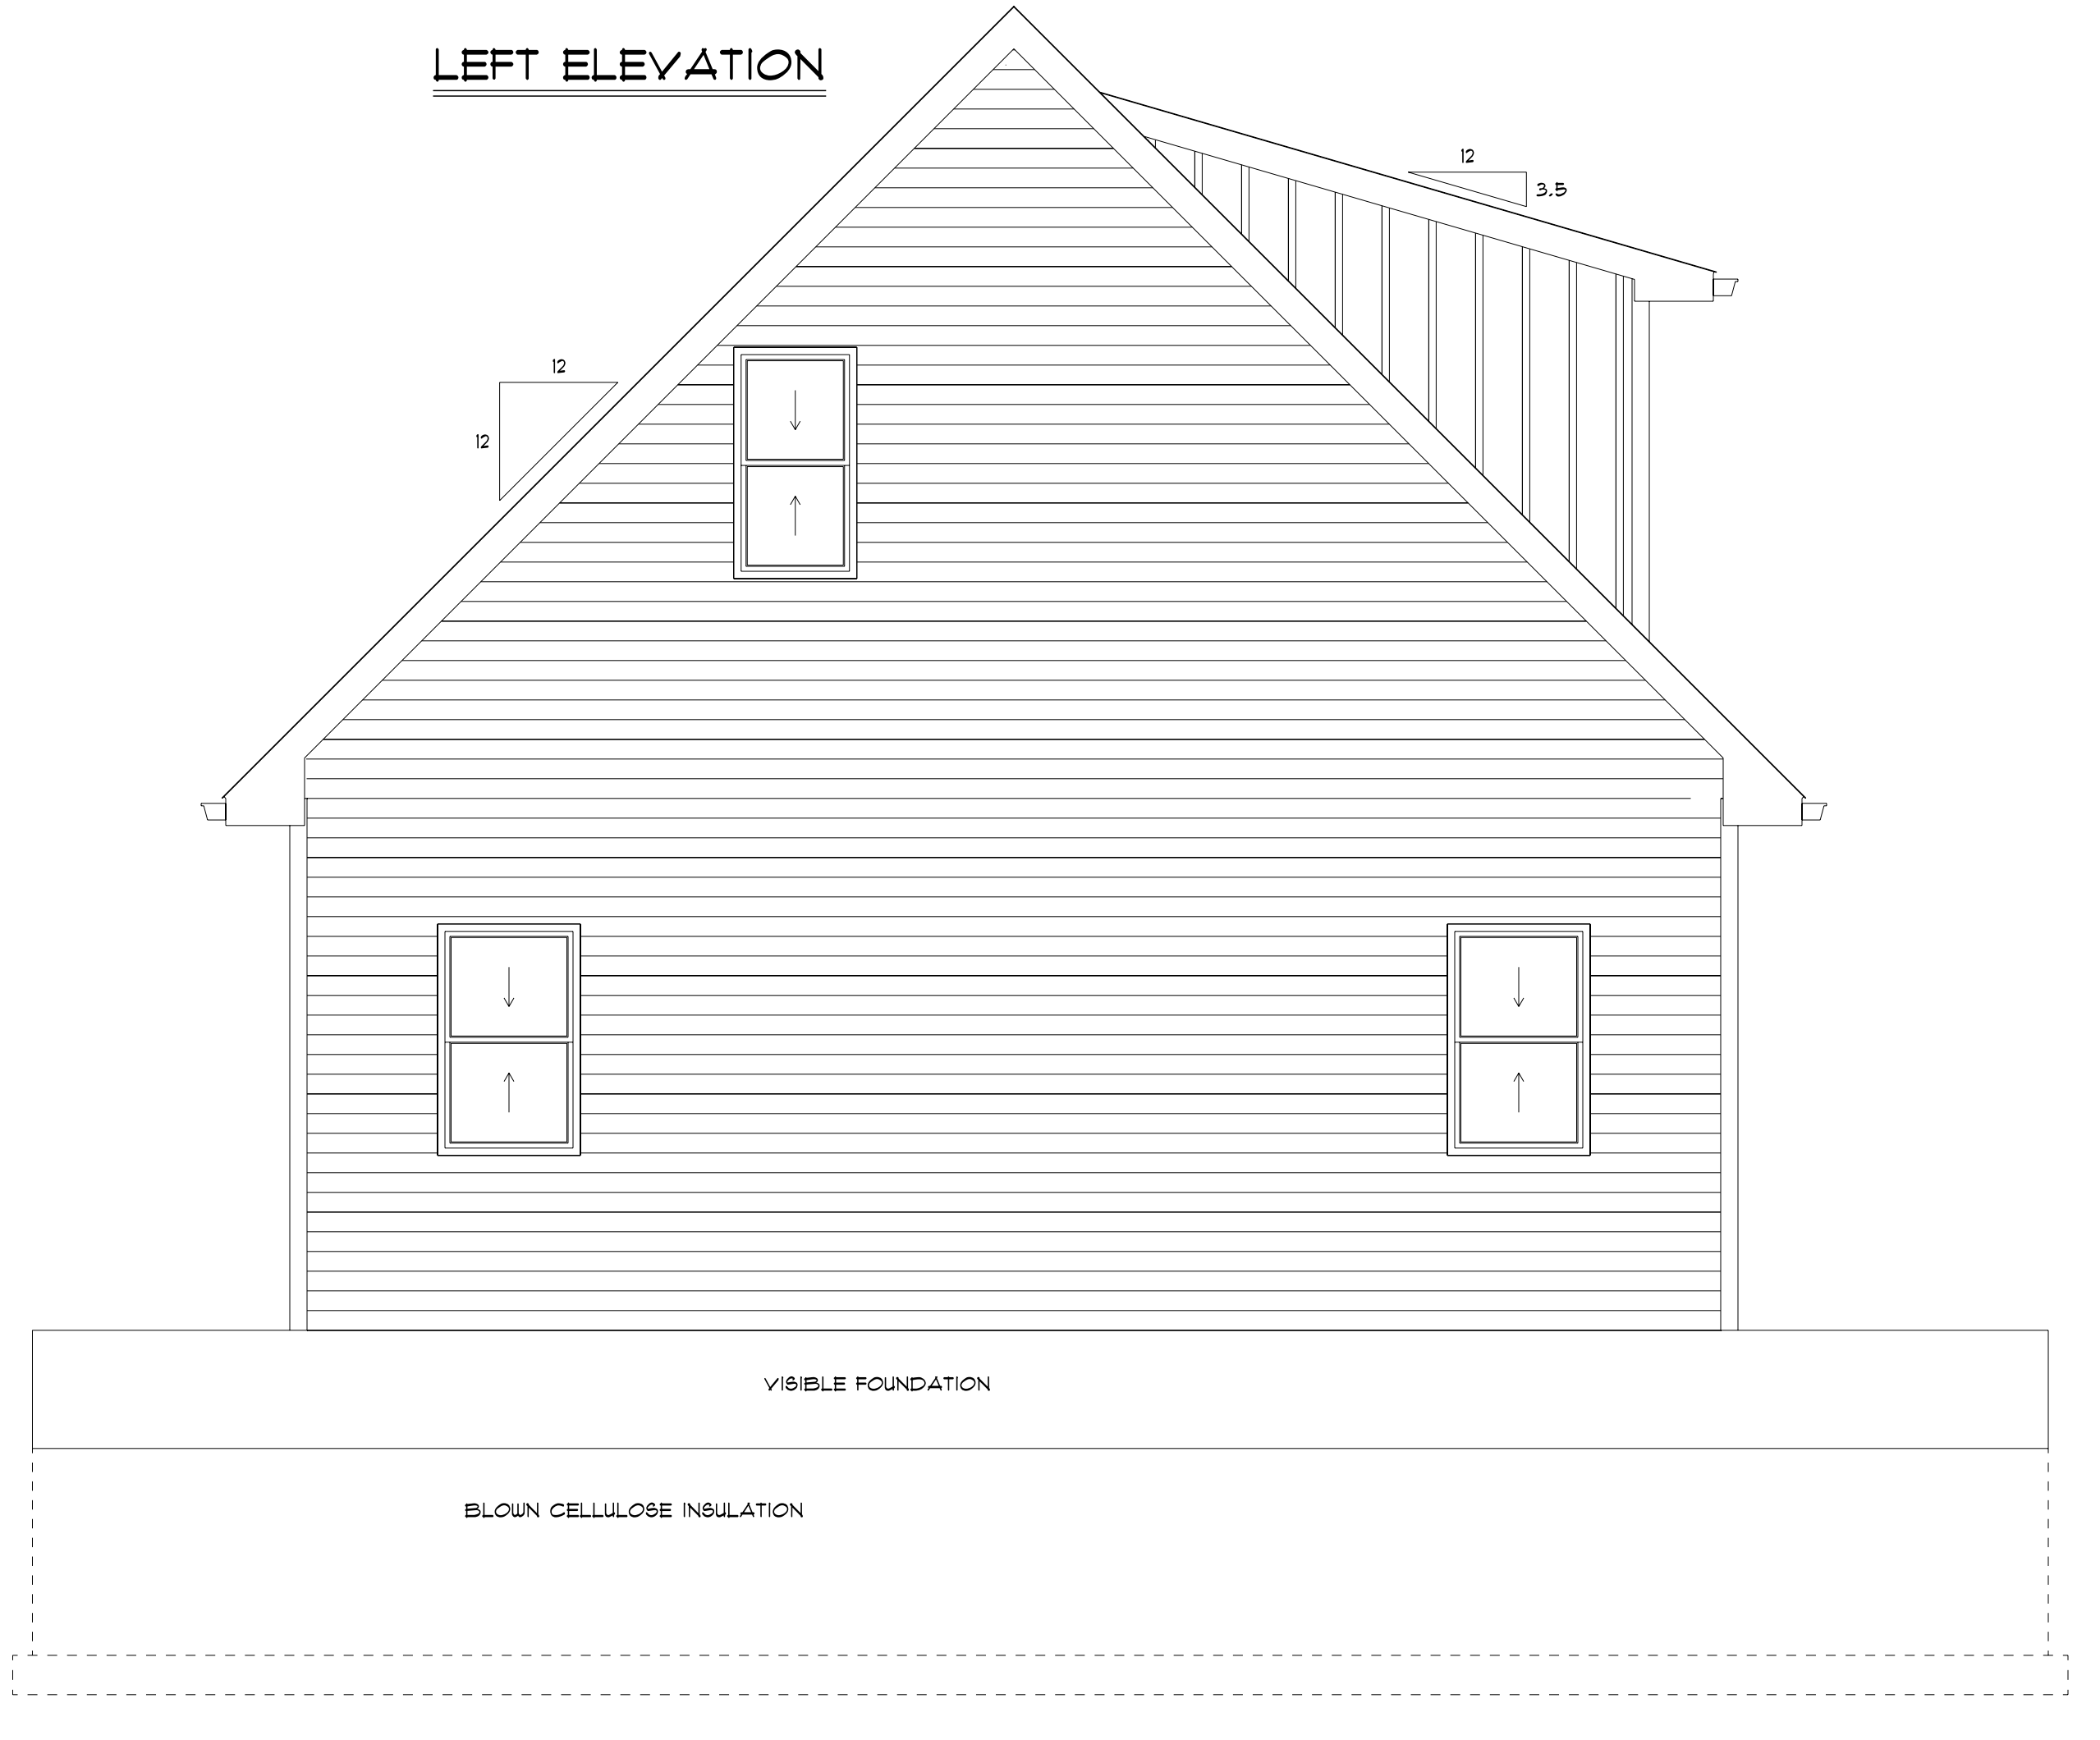 LEFT ELEVATION
12
3.5
12
12
VISIBLE FOUNDATION
BLOWN CELLULOSE INSULATION